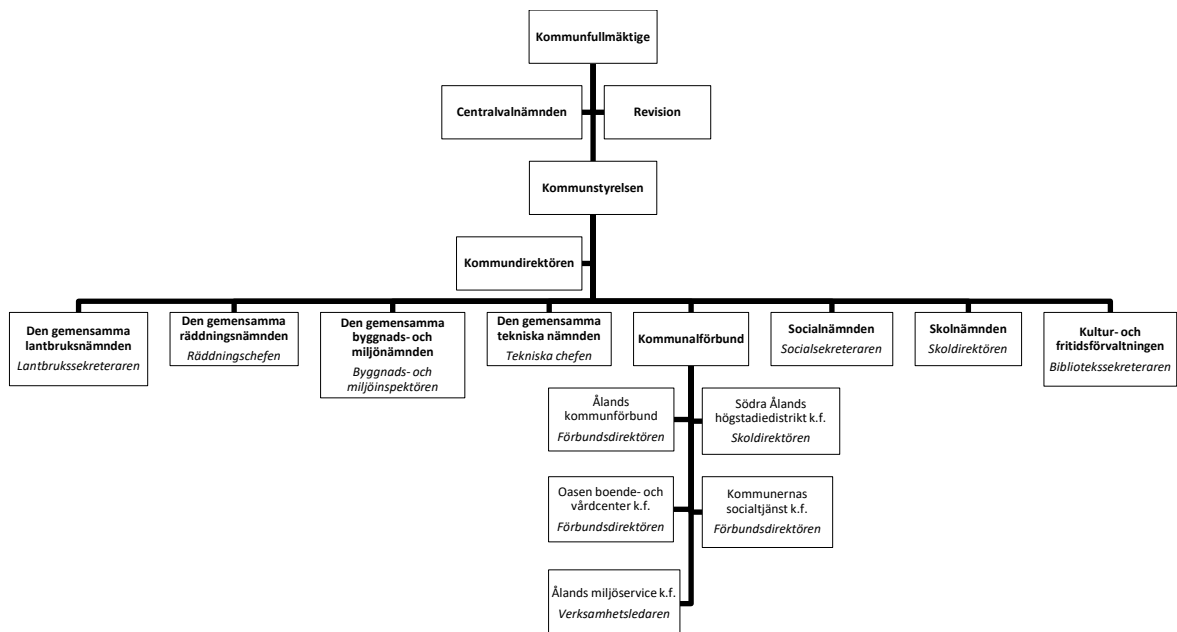 Kommunfullmäktige
Centralvalnämnden
Revision
Kommunstyrelsen
Kommundirektören
Den gemensamma
lantbruksnämnden
Lantbrukssekreteraren
Den gemensamma
räddningsnämnden
Räddningschefen
Den gemensamma
byggnads- och
miljönämnden
Byggnads- och
miljöinspektören
Den gemensamma
tekniska nämnden
Tekniska chefen
Kommunalförbund
Socialnämnden
Socialsekreteraren
Skolnämnden
Skoldirektören
Kultur- och
fritidsförvaltningen
Bibliotekssekreteraren
Ålands
kommunförbund
Förbundsdirektören
Södra Ålands
högstadiedistrikt k.f.
Skoldirektören
Oasen boende- och
vårdcenter k.f.
Förbundsdirektören
Kommunernas
socialtjänst k.f.
Förbundsdirektören
Ålands miljöservice k.f.
Verksamhetsledaren